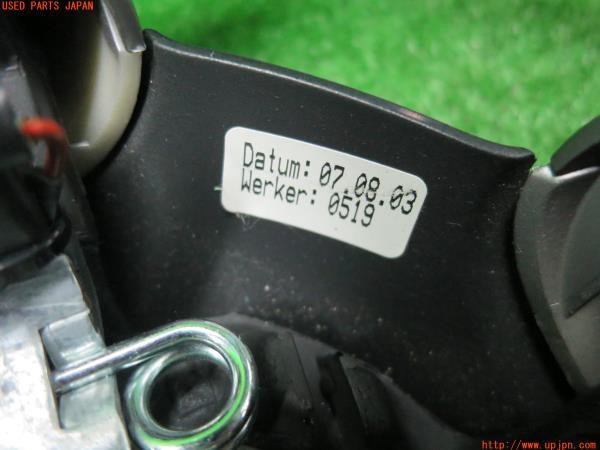 USED PARTS JAPAN
Datum: 07.08.03
Werker: 0519
http://www.upjpn.com/